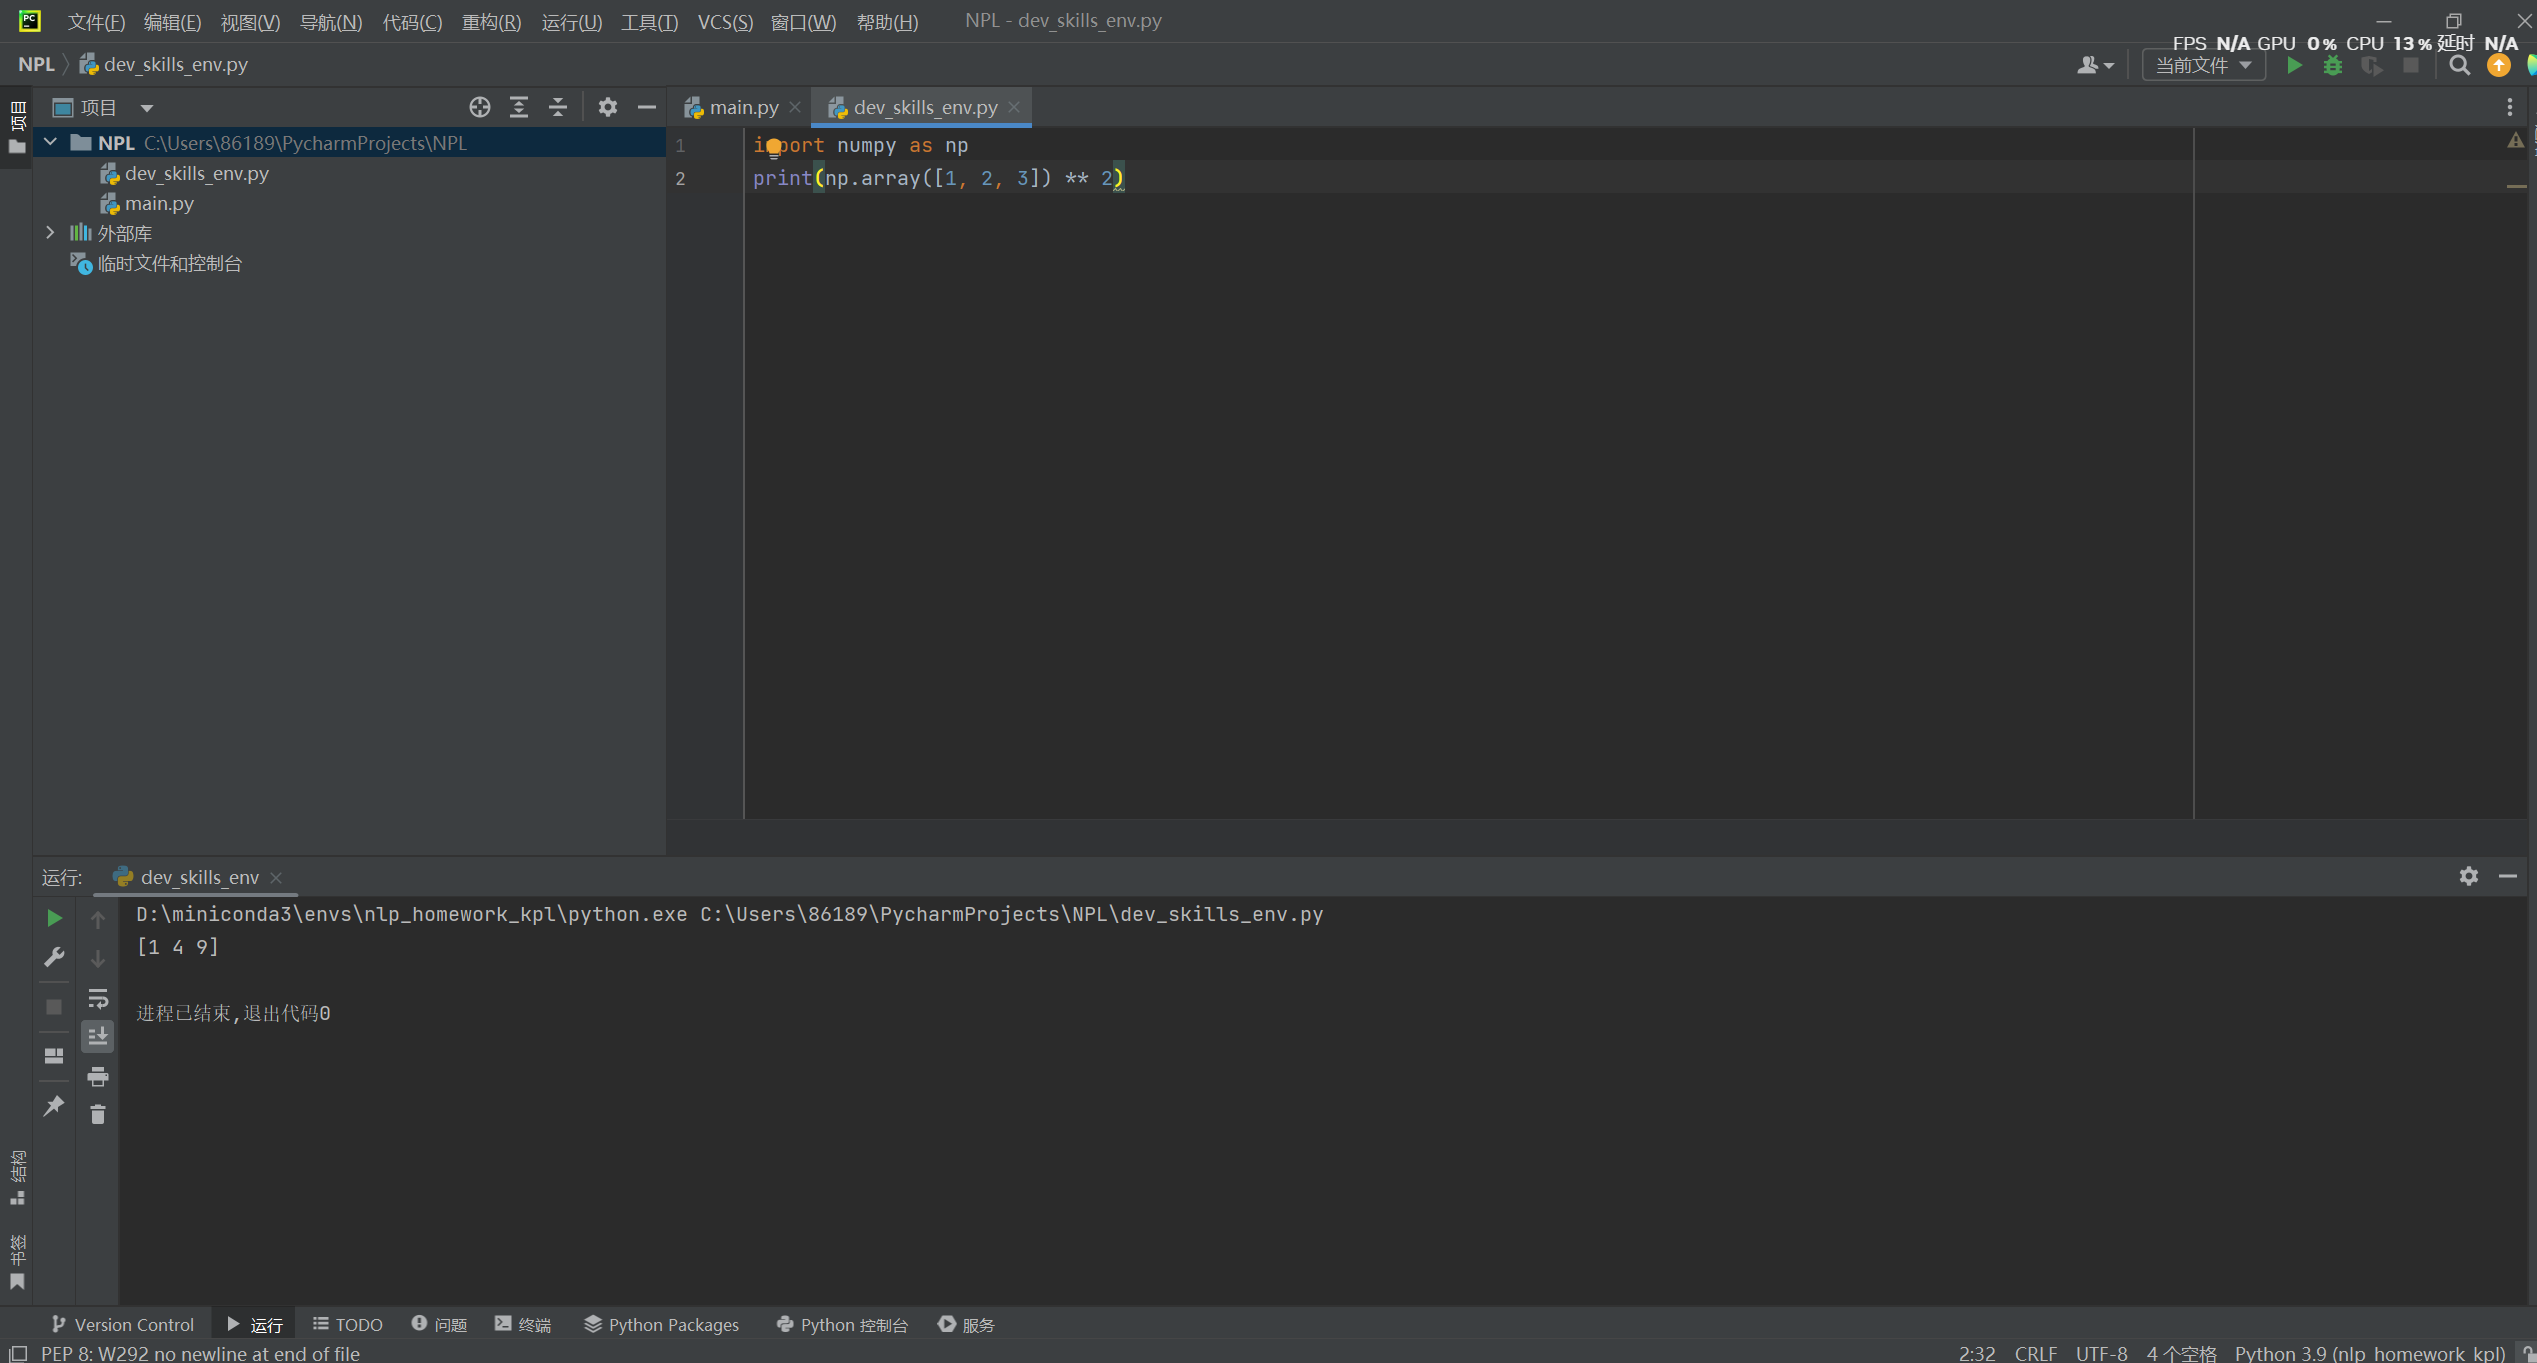 文件(F) 编辑(E) 视图(V) 导航(N) 代码(C) 重构(R) 运行(U) 工具(T) VCS(S) 窗口(W) 帮助(H) NPL - dev_skills_env.py
FPS N/A GPU 0% CPU 13% 延时 N/A
NPL dev_skills_env.py 当前文件
项目
项目
main.py
dev_skills_env.py
NPL C:\Users\86189\PycharmProjects\NPL
dev_skills_env.py
main.py
外部库
临时文件和控制台
1 import numpy as np
2 print(np.array([1, 2, 3]) ** 2)
运行: dev_skills_env
D:\miniconda3\envs\nlp_homework_kpl\python.exe C:\Users\86189\PycharmProjects\NPL\dev_skills_env.py
[1 4 9]
进程已结束,退出代码0
结构
书签
Version Control 运行 TODO 问题 终端 Python Packages Python 控制台 服务
PEP 8: W292 no newline at end of file 2:32 CRLF UTF-8 4 个空格 Python 3.9 (nlp_homework_kpl)